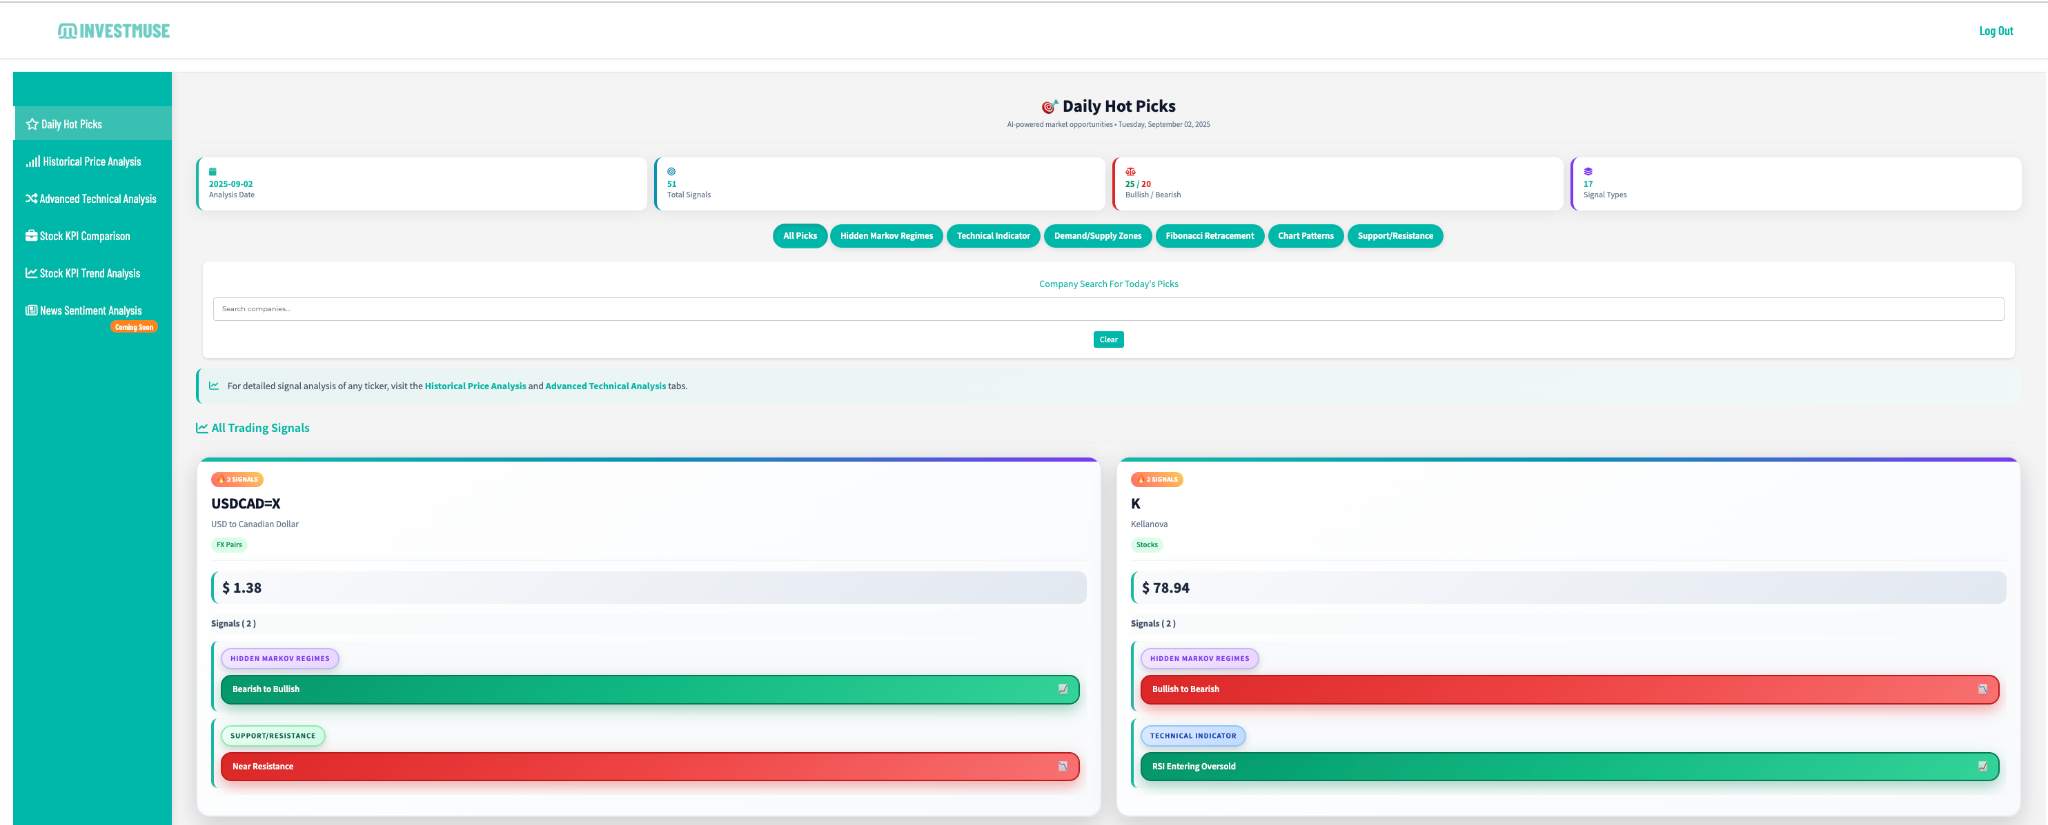 INVESTMUSE
Log Out
Daily Hot Picks
Historical Price Analysis
Advanced Technical Analysis
Stock KPI Comparison
Stock KPI Trend Analysis
News Sentiment Analysis
Coming Soon
Daily Hot Picks
AI-powered market opportunities • Tuesday, September 02, 2025
2025-09-02
Analysis Date
51
Total Signals
25 / 20
Bullish / Bearish
17
Signal Types
All Picks
Hidden Markov Regimes
Technical Indicator
Demand/Supply Zones
Fibonacci Retracement
Chart Patterns
Support/Resistance
Company Search For Today's Picks
Search companies...
Clear
For detailed signal analysis of any ticker, visit the Historical Price Analysis and Advanced Technical Analysis tabs.
All Trading Signals
2 SIGNALS
USDCAD=X
USD to Canadian Dollar
FX Pairs
$ 1.38
Signals ( 2 )
HIDDEN MARKOV REGIMES
Bearish to Bullish
SUPPORT/RESISTANCE
Near Resistance
2 SIGNALS
K
Kellanova
Stocks
$ 78.94
Signals ( 2 )
HIDDEN MARKOV REGIMES
Bullish to Bearish
TECHNICAL INDICATOR
RSI Entering Oversold